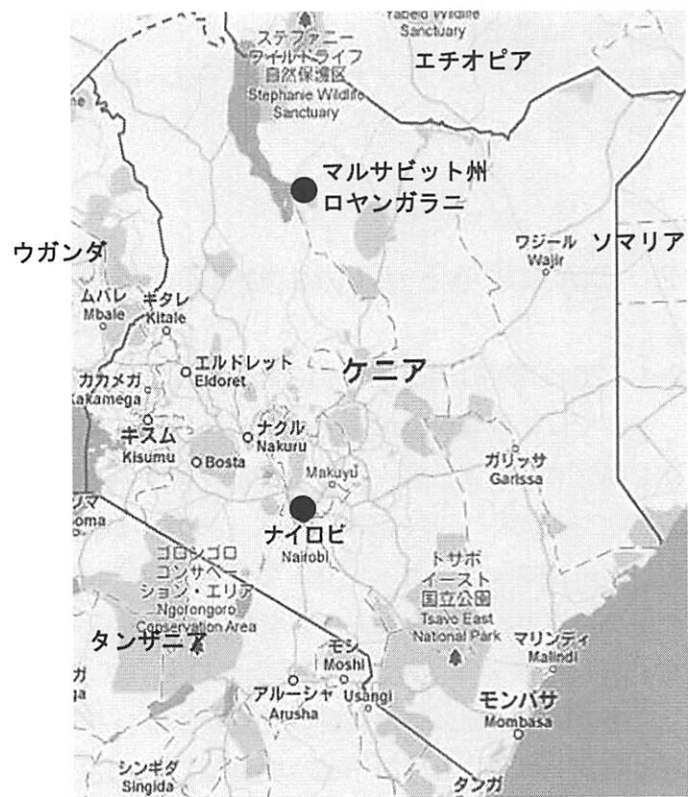 ステファニー
ワイルドライフ
自然保護区
Stephanie Wildlife
Sanctuary
Yabelo Wildlife
Sanctuary
エチオピア
マルサビット州
ロヤンガラニ
ウガンダ
ワジール
Wajir
ソマリア
ムバレ
Mbale
キタレ
Kitale
エルドレット
Eldoret
ケニア
カカメガ
Kakamega
キスム
Kisumu
ナクル
Nakuru
Bosta
Makuyu
ガリッサ
Garissa
ナイロビ
Nairobi
ゴロンゴロ
コンサベー
ション・エリア
Ngorongoro
Conservation Area
タンザニア
トサボ
イースト
国立公園
Tsavo East
National Park
モシ
Moshi
マリンディ
Malindi
アルーシャ
Arusha
Usangi
モンバサ
Mombasa
シンギダ
Singida
タンガ